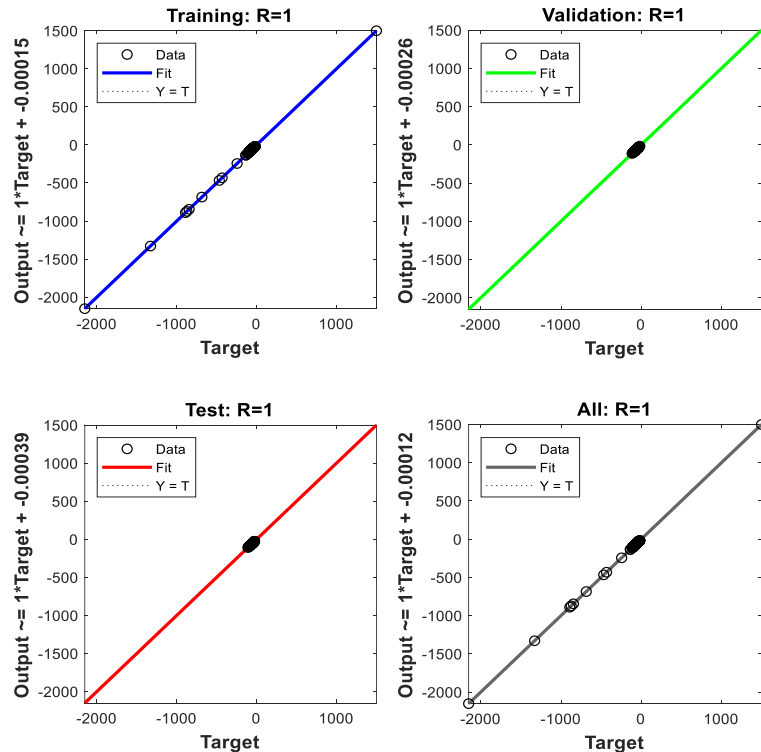 Training: R=1
Output ~= 1*Target + -0.00015
1500
1000
500
0
-500
-1000
-1500
-2000
Data
Fit
Y = T
-2000 -1000 0 1000
Target
Validation: R=1
Output ~= 1*Target + -0.00026
1500
1000
500
0
-500
-1000
-1500
-2000
Data
Fit
Y = T
-2000 -1000 0 1000
Target
Test: R=1
Output ~= 1*Target + -0.00039
1500
1000
500
0
-500
-1000
-1500
-2000
Data
Fit
Y = T
-2000 -1000 0 1000
Target
All: R=1
Output ~= 1*Target + -0.00012
1500
1000
500
0
-500
-1000
-1500
-2000
Data
Fit
Y = T
-2000 -1000 0 1000
Target